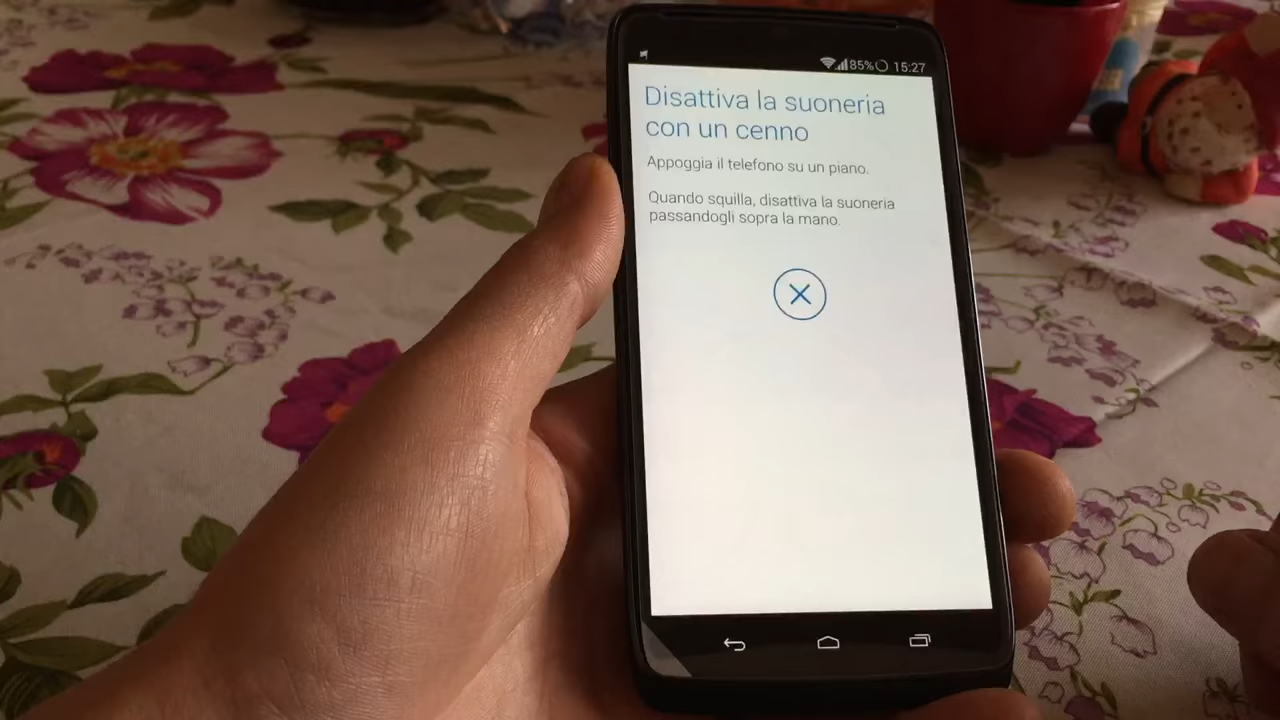 85% 15:27
Disattiva la suoneria
con un cenno
Appoggia il telefono su un piano.
Quando squilla, disattiva la suoneria
passandogli sopra la mano.